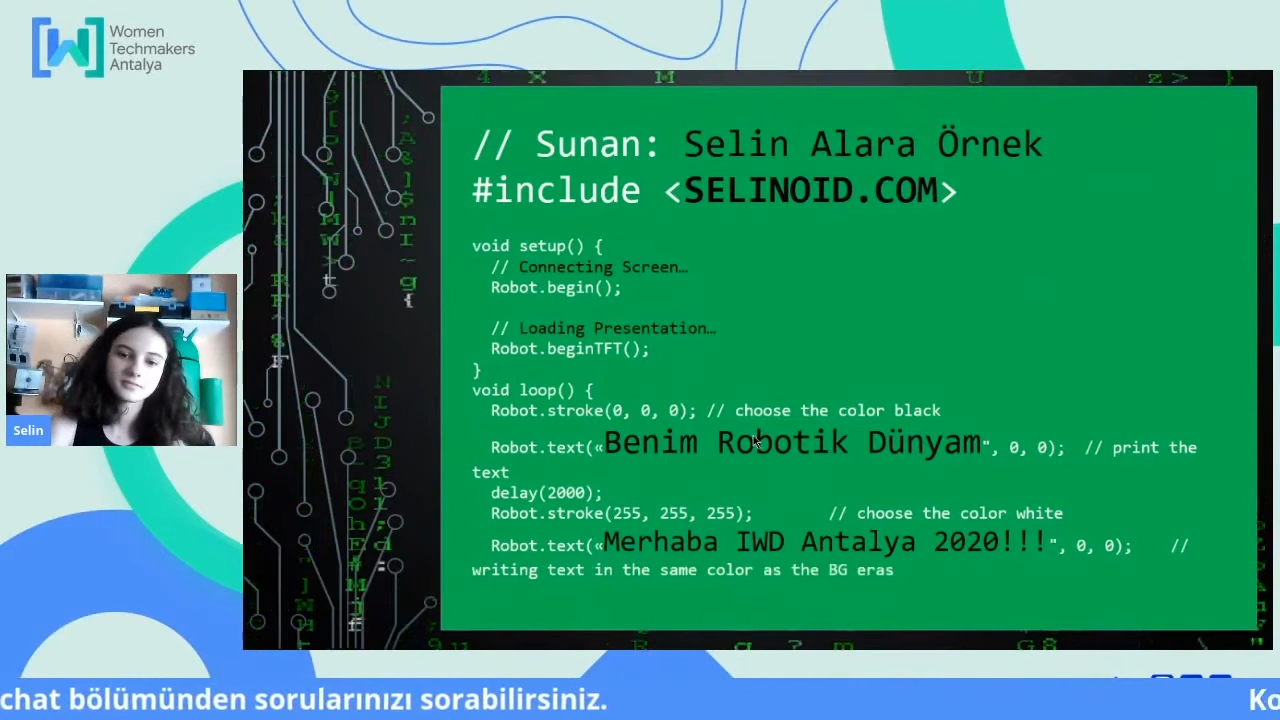 Women
Techmakers
Antalya
// Sunan: Selin Alara Örnek
#include <SELINOID.COM>
void setup() {
// Connecting Screen…
Robot.begin();
// Loading Presentation…
Robot.beginTFT();
}
void loop() {
Robot.stroke(0, 0, 0); // choose the color black
Robot.text(«Benim Robotik Dünyam", 0, 0); // print the
text
delay(2000);
Robot.stroke(255, 255, 255); // choose the color white
Robot.text(«Merhaba IWD Antalya 2020!!!", 0, 0); //
writing text in the same color as the BG eras
Selin
chat bölümünden sorularınızı sorabilirsiniz.